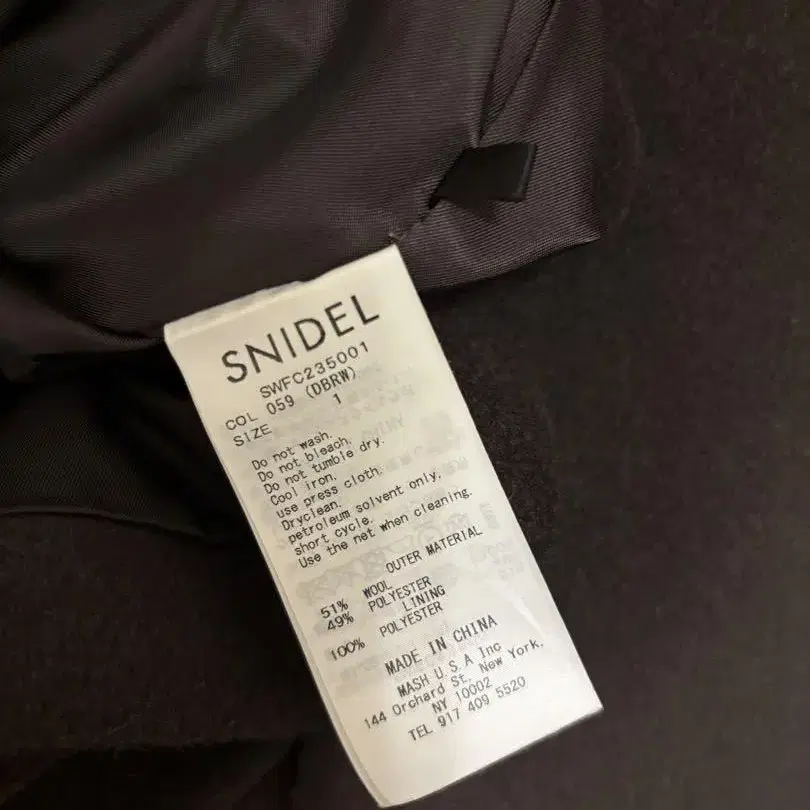 SNIDEL
SWFC235001
COL 059 (DBRW)
SIZE 1
Do not wash.
Do not bleach.
Do not tumble dry.
Cool iron.
use press cloth.
Dryclean.
petroleum solvent only,
short cycle.
Use the net when cleaning.
OUTER MATERIAL
51% WOOL
49% POLYESTER
LINING
100% POLYESTER
MADE IN CHINA
MASH U.S.A Inc
144 Orchard St, New York,
NY 10002
TEL 917 409 5520